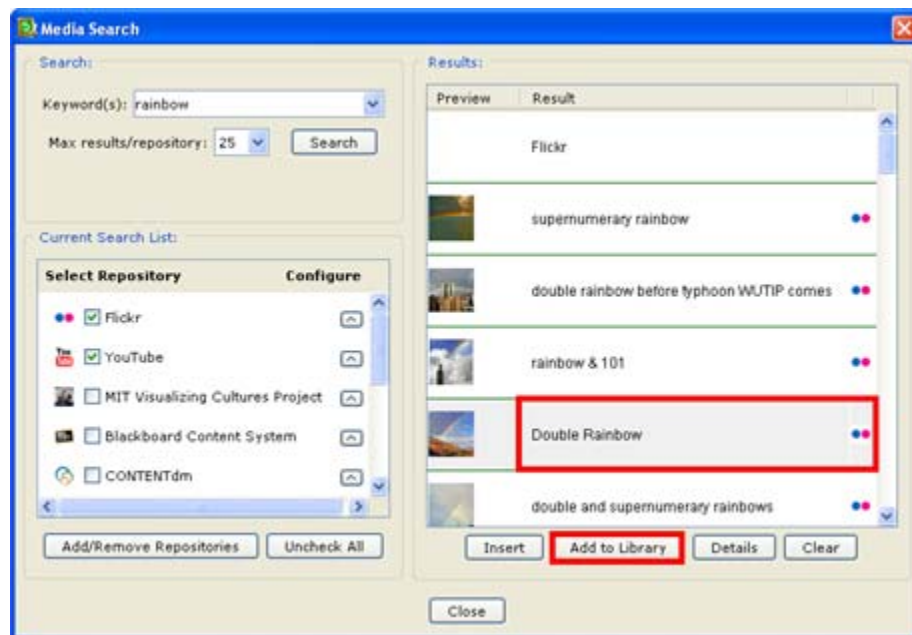 Media Search
Search:
Keyword(s): rainbow
Max results/repository: 25 Search
Current Search List:
Select Repository Configure
Flickr
YouTube
MIT Visualizing Cultures Project
Blackboard Content System
CONTENTdm
Add/Remove Repositories Uncheck All
Results:
Preview Result
Flickr
supernumerary rainbow
double rainbow before typhoon WUTIP comes
rainbow & 101
Double Rainbow
double and supernumerary rainbows
Insert Add to Library Details Clear
Close